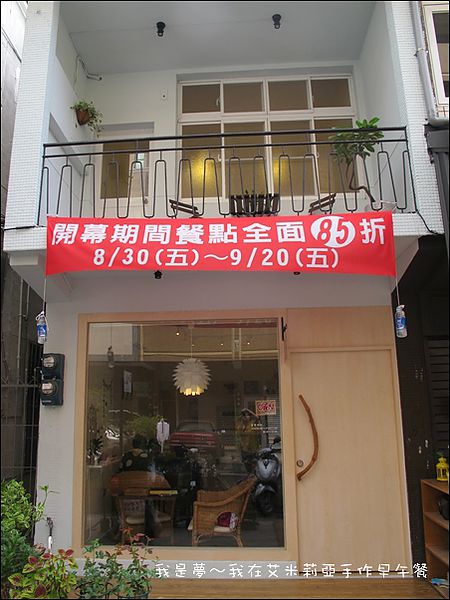 開幕期間餐點全面85折
8/30(五)～9/20(五)
OPEN
我是夢～我在艾米莉亞手作早午餐